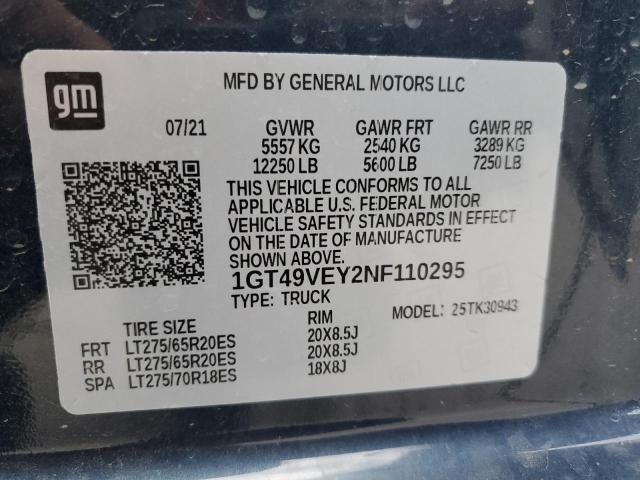 gm
MFD BY GENERAL MOTORS LLC
07/21 GVWR GAWR FRT GAWR RR
5557 KG 2540 KG 3289 KG
12250 LB 5600 LB 7250 LB
THIS VEHICLE CONFORMS TO ALL
APPLICABLE U.S. FEDERAL MOTOR
VEHICLE SAFETY STANDARDS IN EFFECT
ON THE DATE OF MANUFACTURE
SHOWN ABOVE.
1GT49VEY2NF110295
TYPE: TRUCK MODEL: 25TK30943
TIRE SIZE RIM
FRT LT275/65R20ES 20X8.5J
RR LT275/65R20ES 20X8.5J
SPA LT275/70R18ES 18X8J